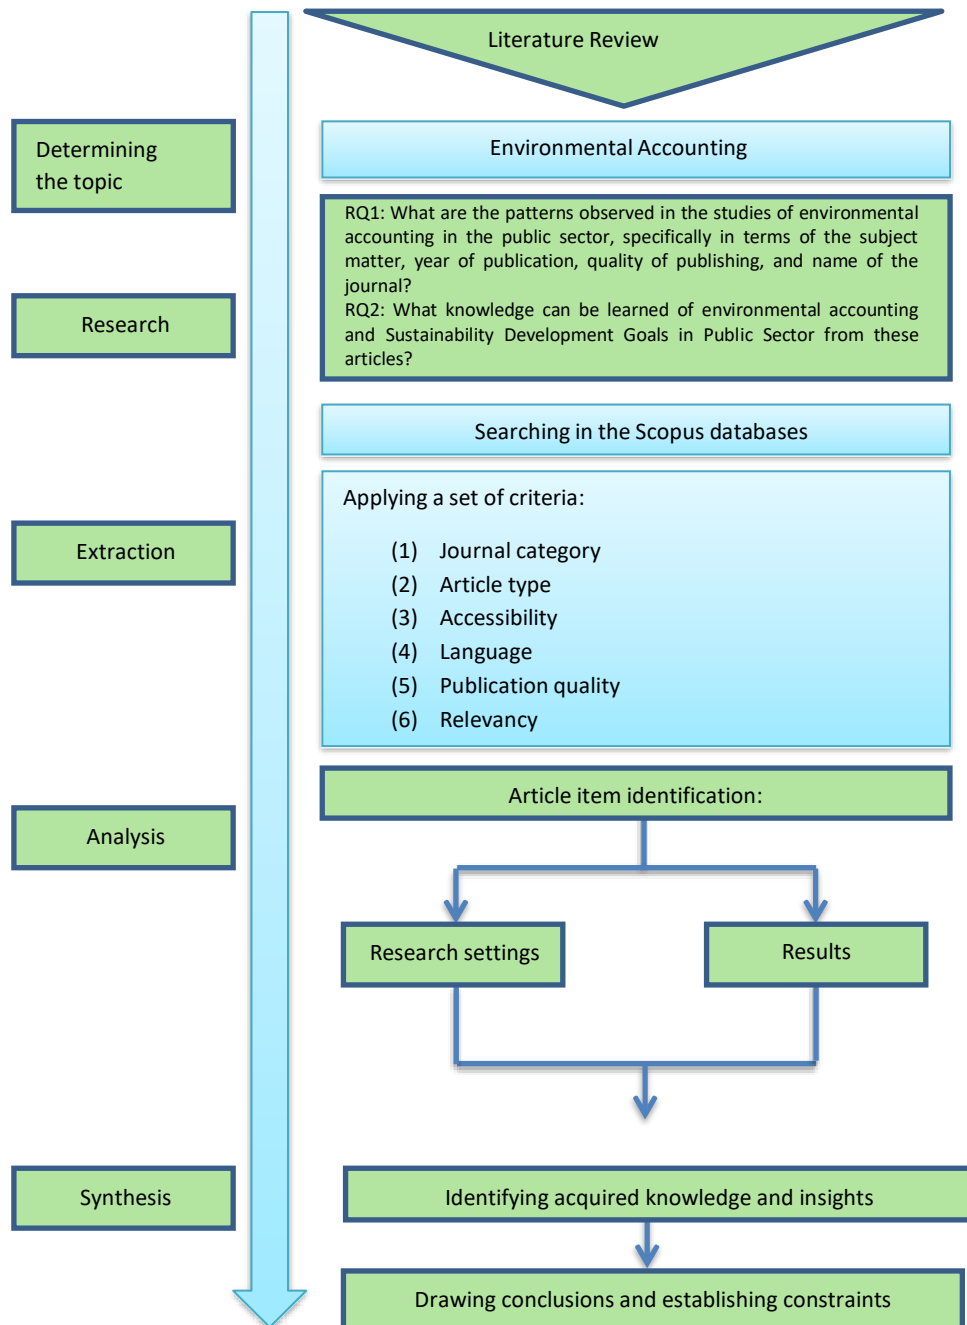 Literature Review
Determining
the topic
Environmental Accounting
RQ1: What are the patterns observed in the studies of environmental
accounting in the public sector, specifically in terms of the subject
matter, year of publication, quality of publishing, and name of the
journal?
RQ2: What knowledge can be learned of environmental accounting
and Sustainability Development Goals in Public Sector from these
articles?
Research
Searching in the Scopus databases
Extraction
Applying a set of criteria:
(1) Journal category
(2) Article type
(3) Accessibility
(4) Language
(5) Publication quality
(6) Relevancy
Analysis
Article item identification:
Research settings
Results
Synthesis
Identifying acquired knowledge and insights
Drawing conclusions and establishing constraints